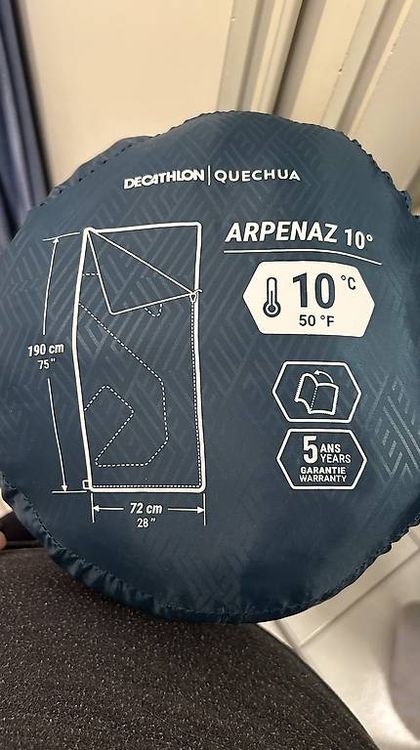 DECATHLON | QUECHUA
ARPENAZ 10°
10 °C
50 °F
190 cm
75"
5 ANS
YEARS
GARANTIE
WARRANTY
72 cm
28"